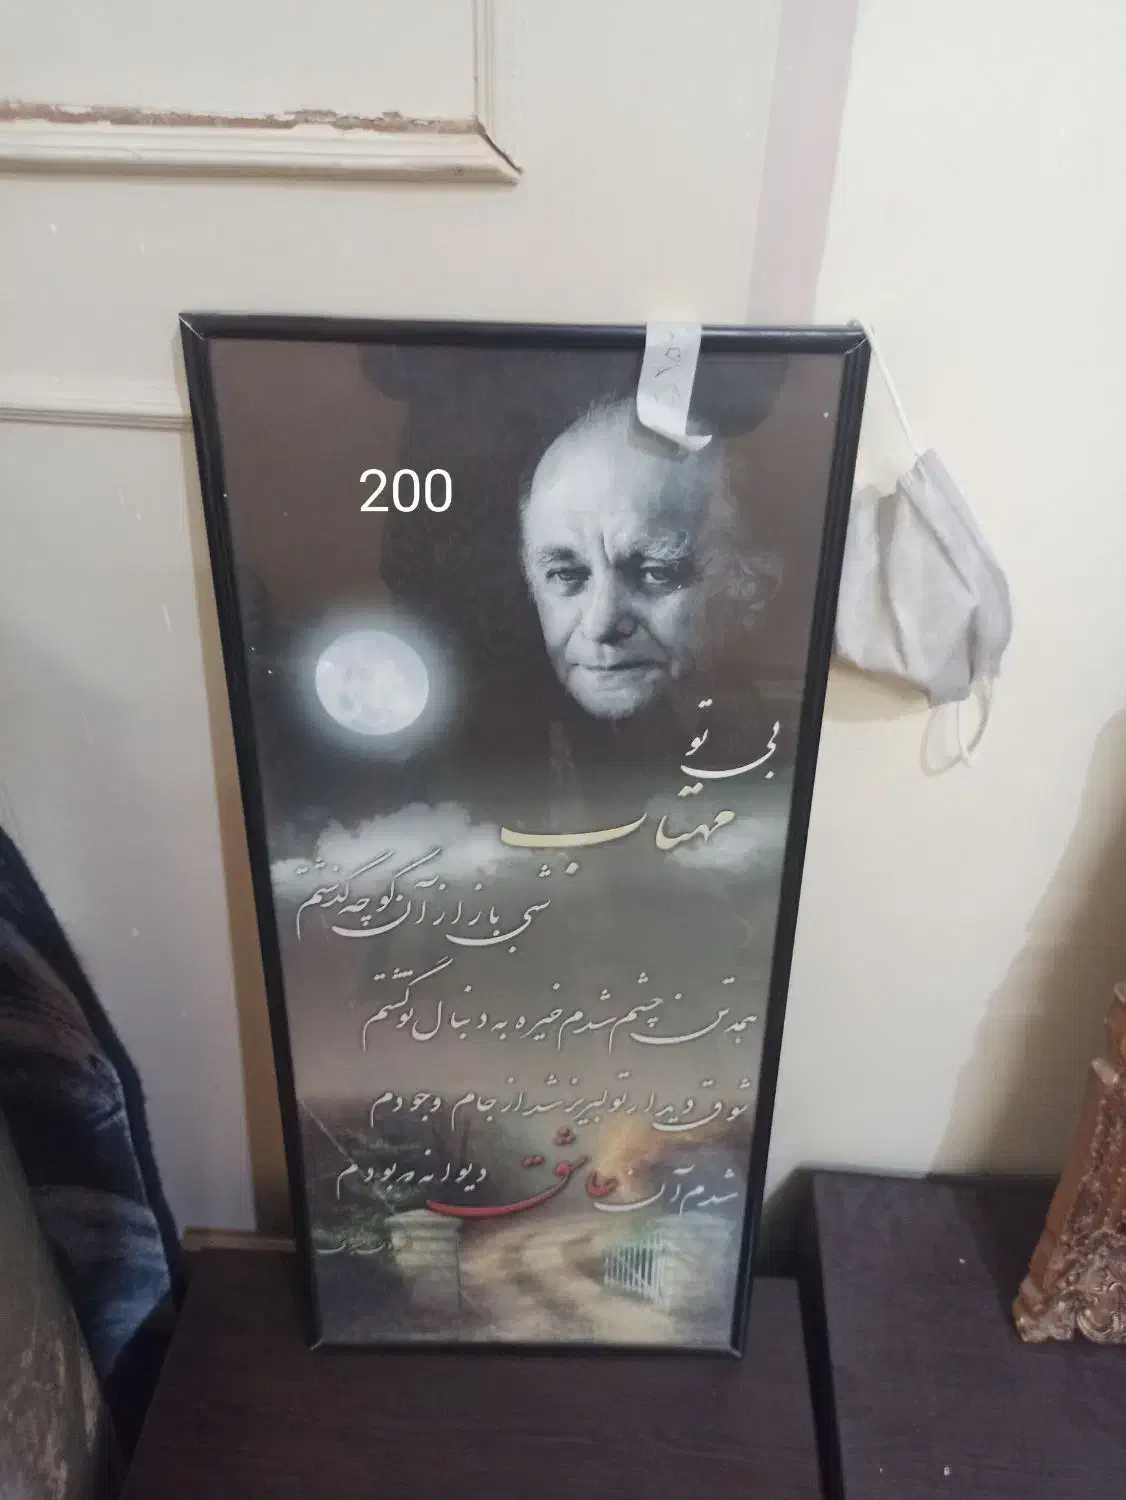 200
بی تو
مهتاب
شبی باز از آن کوچه گذشتم
همه تن چشم شدم خیره به دنبال تو گشتم
شوق دیدار تو لبریز شد از جام وجودم
شدم آن عاشق دیوانه که بودم